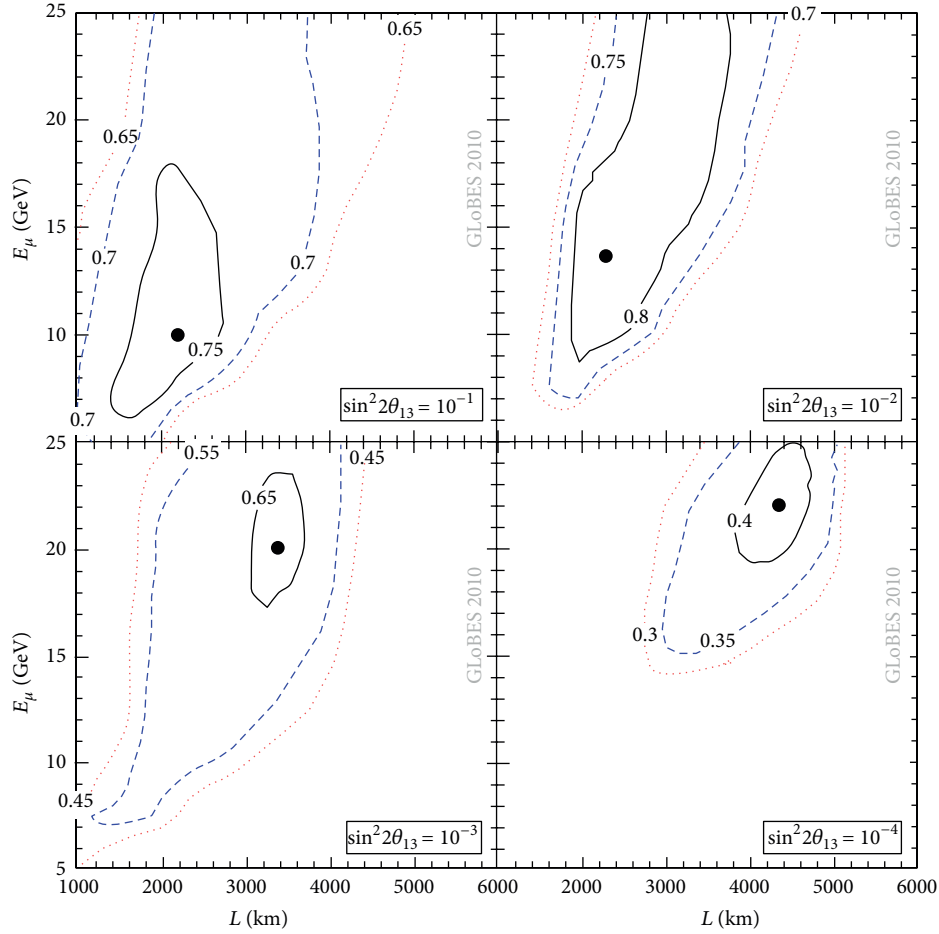 25
20
15
10
E_μ (GeV)
0.65
0.65
0.7
0.7
0.75
0.7
GLoBES 2010
sin²2θ₁₃ = 10⁻¹
0.7
0.75
0.8
GLoBES 2010
sin²2θ₁₃ = 10⁻²
25
20
15
10
5
E_μ (GeV)
0.55
0.45
0.65
0.45
GLoBES 2010
sin²2θ₁₃ = 10⁻³
0.4
0.3
0.35
GLoBES 2010
sin²2θ₁₃ = 10⁻⁴
1000 2000 3000 4000 5000 6000 2000 3000 4000 5000 6000
L (km) L (km)